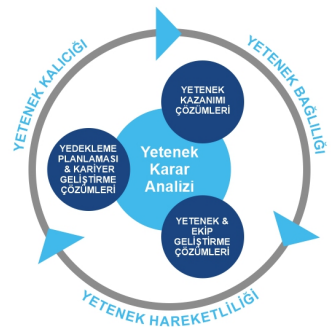 YETENEK KALICIĞI
YETENEK BAĞLILIĞI
YETENEK
KAZANIMI
ÇÖZÜMLERİ
YEDEKLEME
PLANLAMASI
& KARİYER
GELİŞTİRME
ÇÖZÜMLERİ
Yetenek
Karar
Analizi
YETENEK &
EKİP
GELİŞTİRME
ÇÖZÜMLERİ
YETENEK HAREKETLİLİĞİ